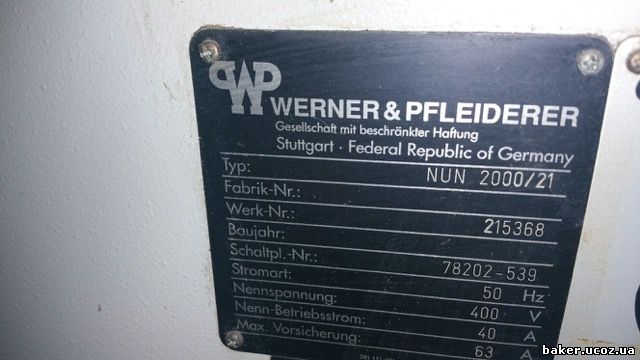 WP
WERNER & PFLEIDERER
Gesellschaft mit beschränkter Haftung
Stuttgart · Federal Republic of Germany
Typ: NUN 2000/21
Fabrik-Nr.:
Werk-Nr.: 215368
Baujahr:
Schaltpl.-Nr.: 78202-539
Stromart: 50 Hz
Nennspannung: 400 V
Nenn-Betriebsstrom: 40 A
Max. Vorsicherung: 63 A
baker.ucoz.ua